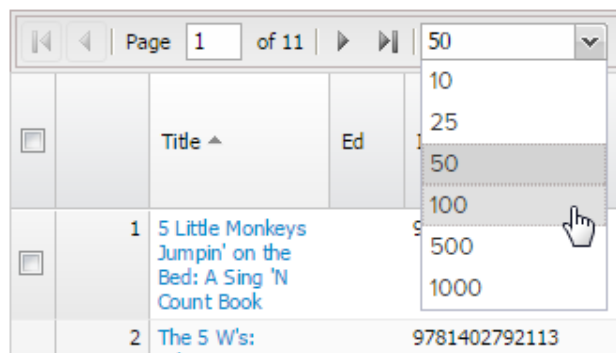 Page 1 of 11 50
10
25
50
100
500
1000
Title Ed
1 5 Little Monkeys
Jumpin' on the
Bed: A Sing 'N
Count Book
2 The 5 W's: 9781402792113